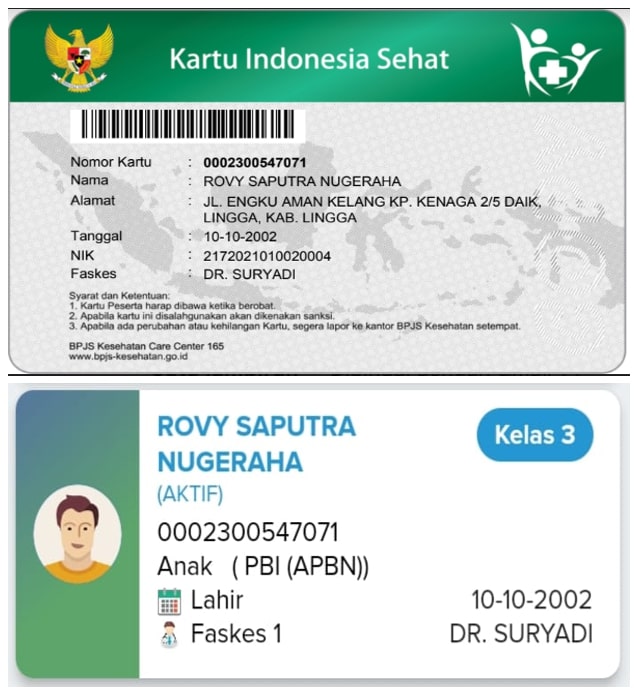 Kartu Indonesia Sehat
Nomor Kartu : 0002300547071
Nama : ROVY SAPUTRA NUGERAHA
Alamat : JL. ENGKU AMAN KELANG KP. KENAGA 2/5 DAIK,
LINGGA, KAB. LINGGA
Tanggal : 10-10-2002
NIK : 2172021010020004
Faskes : DR. SURYADI
Syarat dan Ketentuan:
1. Kartu Peserta harap dibawa ketika berobat.
2. Apabila kartu ini disalahgunakan akan dikenakan sanksi.
3. Apabila ada perubahan atau kehilangan Kartu, segera lapor ke kantor BPJS Kesehatan setempat.
BPJS Kesehatan Care Center 165
www.bpjs-kesehatan.go.id
ROVY SAPUTRA
NUGERAHA
Kelas 3
(AKTIF)
0002300547071
Anak ( PBI (APBN))
Lahir 10-10-2002
Faskes 1 DR. SURYADI